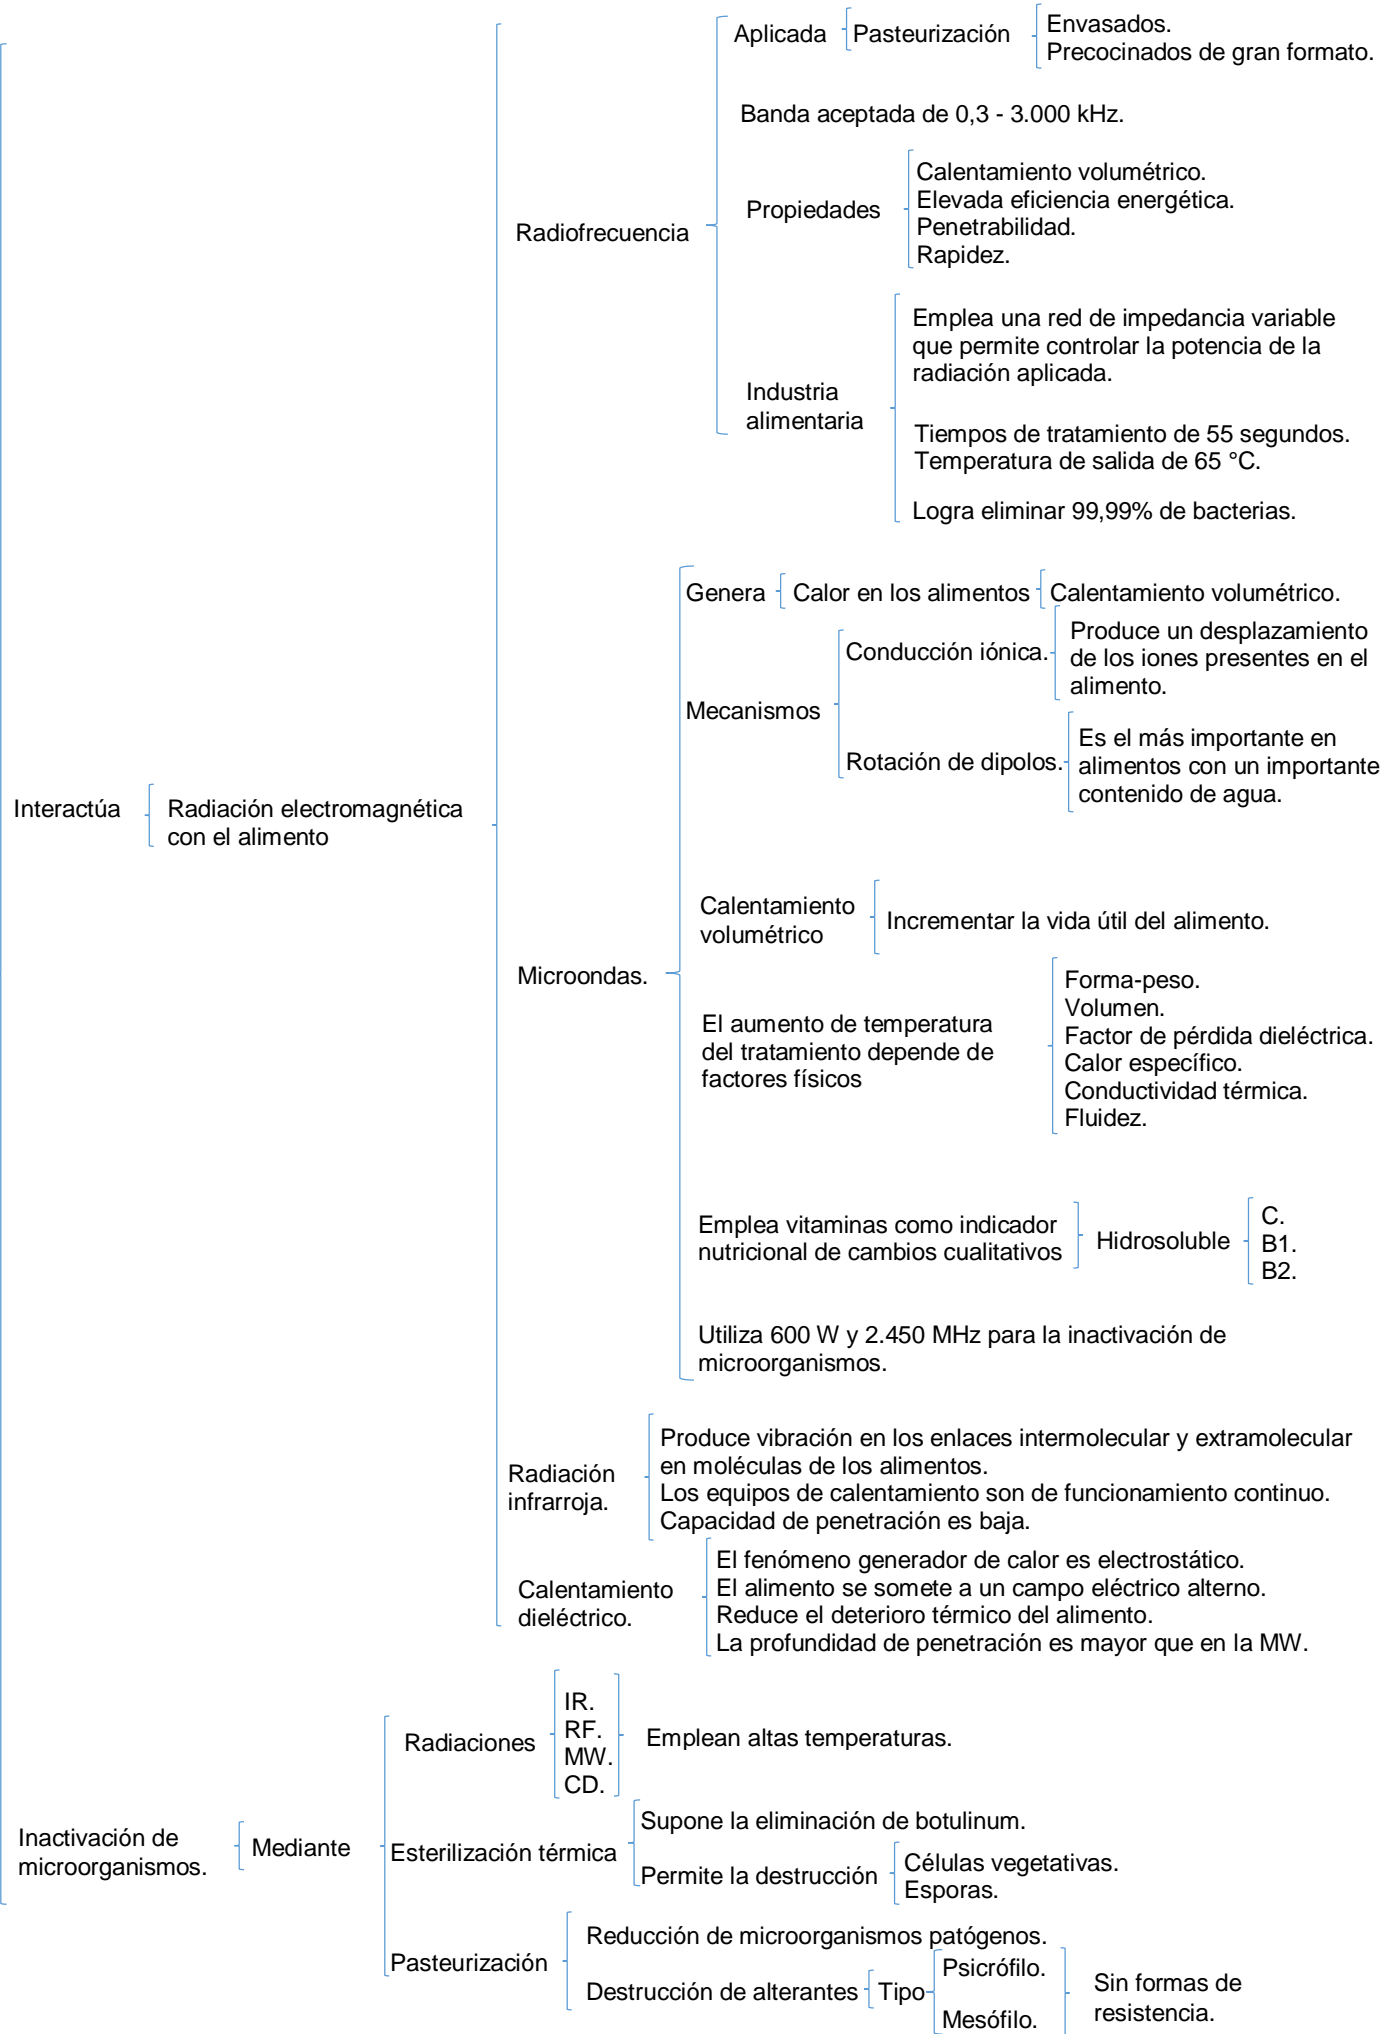 Aplicada
Pasteurización
Envasados.
Precocinados de gran formato.
Banda aceptada de 0,3 - 3.000 kHz.
Radiofrecuencia
Propiedades
Calentamiento volumétrico.
Elevada eficiencia energética.
Penetrabilidad.
Rapidez.
Industria
alimentaria
Emplea una red de impedancia variable
que permite controlar la potencia de la
radiación aplicada.
Tiempos de tratamiento de 55 segundos.
Temperatura de salida de 65 °C.
Logra eliminar 99,99% de bacterias.
Interactúa
Radiación electromagnética
con el alimento
Microondas.
Genera
Calor en los alimentos
Calentamiento volumétrico.
Mecanismos
Conducción iónica.
Produce un desplazamiento
de los iones presentes en el
alimento.
Rotación de dipolos.
Es el más importante en
alimentos con un importante
contenido de agua.
Calentamiento
volumétrico
Incrementar la vida útil del alimento.
El aumento de temperatura
del tratamiento depende de
factores físicos
Forma-peso.
Volumen.
Factor de pérdida dieléctrica.
Calor específico.
Conductividad térmica.
Fluidez.
Emplea vitaminas como indicador
nutricional de cambios cualitativos
Hidrosoluble
C.
B1.
B2.
Utiliza 600 W y 2.450 MHz para la inactivación de
microorganismos.
Radiación
infrarroja.
Produce vibración en los enlaces intermolecular y extramolecular
en moléculas de los alimentos.
Los equipos de calentamiento son de funcionamiento continuo.
Capacidad de penetración es baja.
Calentamiento
dieléctrico.
El fenómeno generador de calor es electrostático.
El alimento se somete a un campo eléctrico alterno.
Reduce el deterioro térmico del alimento.
La profundidad de penetración es mayor que en la MW.
Inactivación de
microorganismos.
Mediante
Radiaciones
IR.
RF.
MW.
CD.
Emplean altas temperaturas.
Esterilización térmica
Supone la eliminación de botulinum.
Permite la destrucción
Células vegetativas.
Esporas.
Pasteurización
Reducción de microorganismos patógenos.
Destrucción de alterantes
Tipo
Psicrófilo.
Mesófilo.
Sin formas de
resistencia.